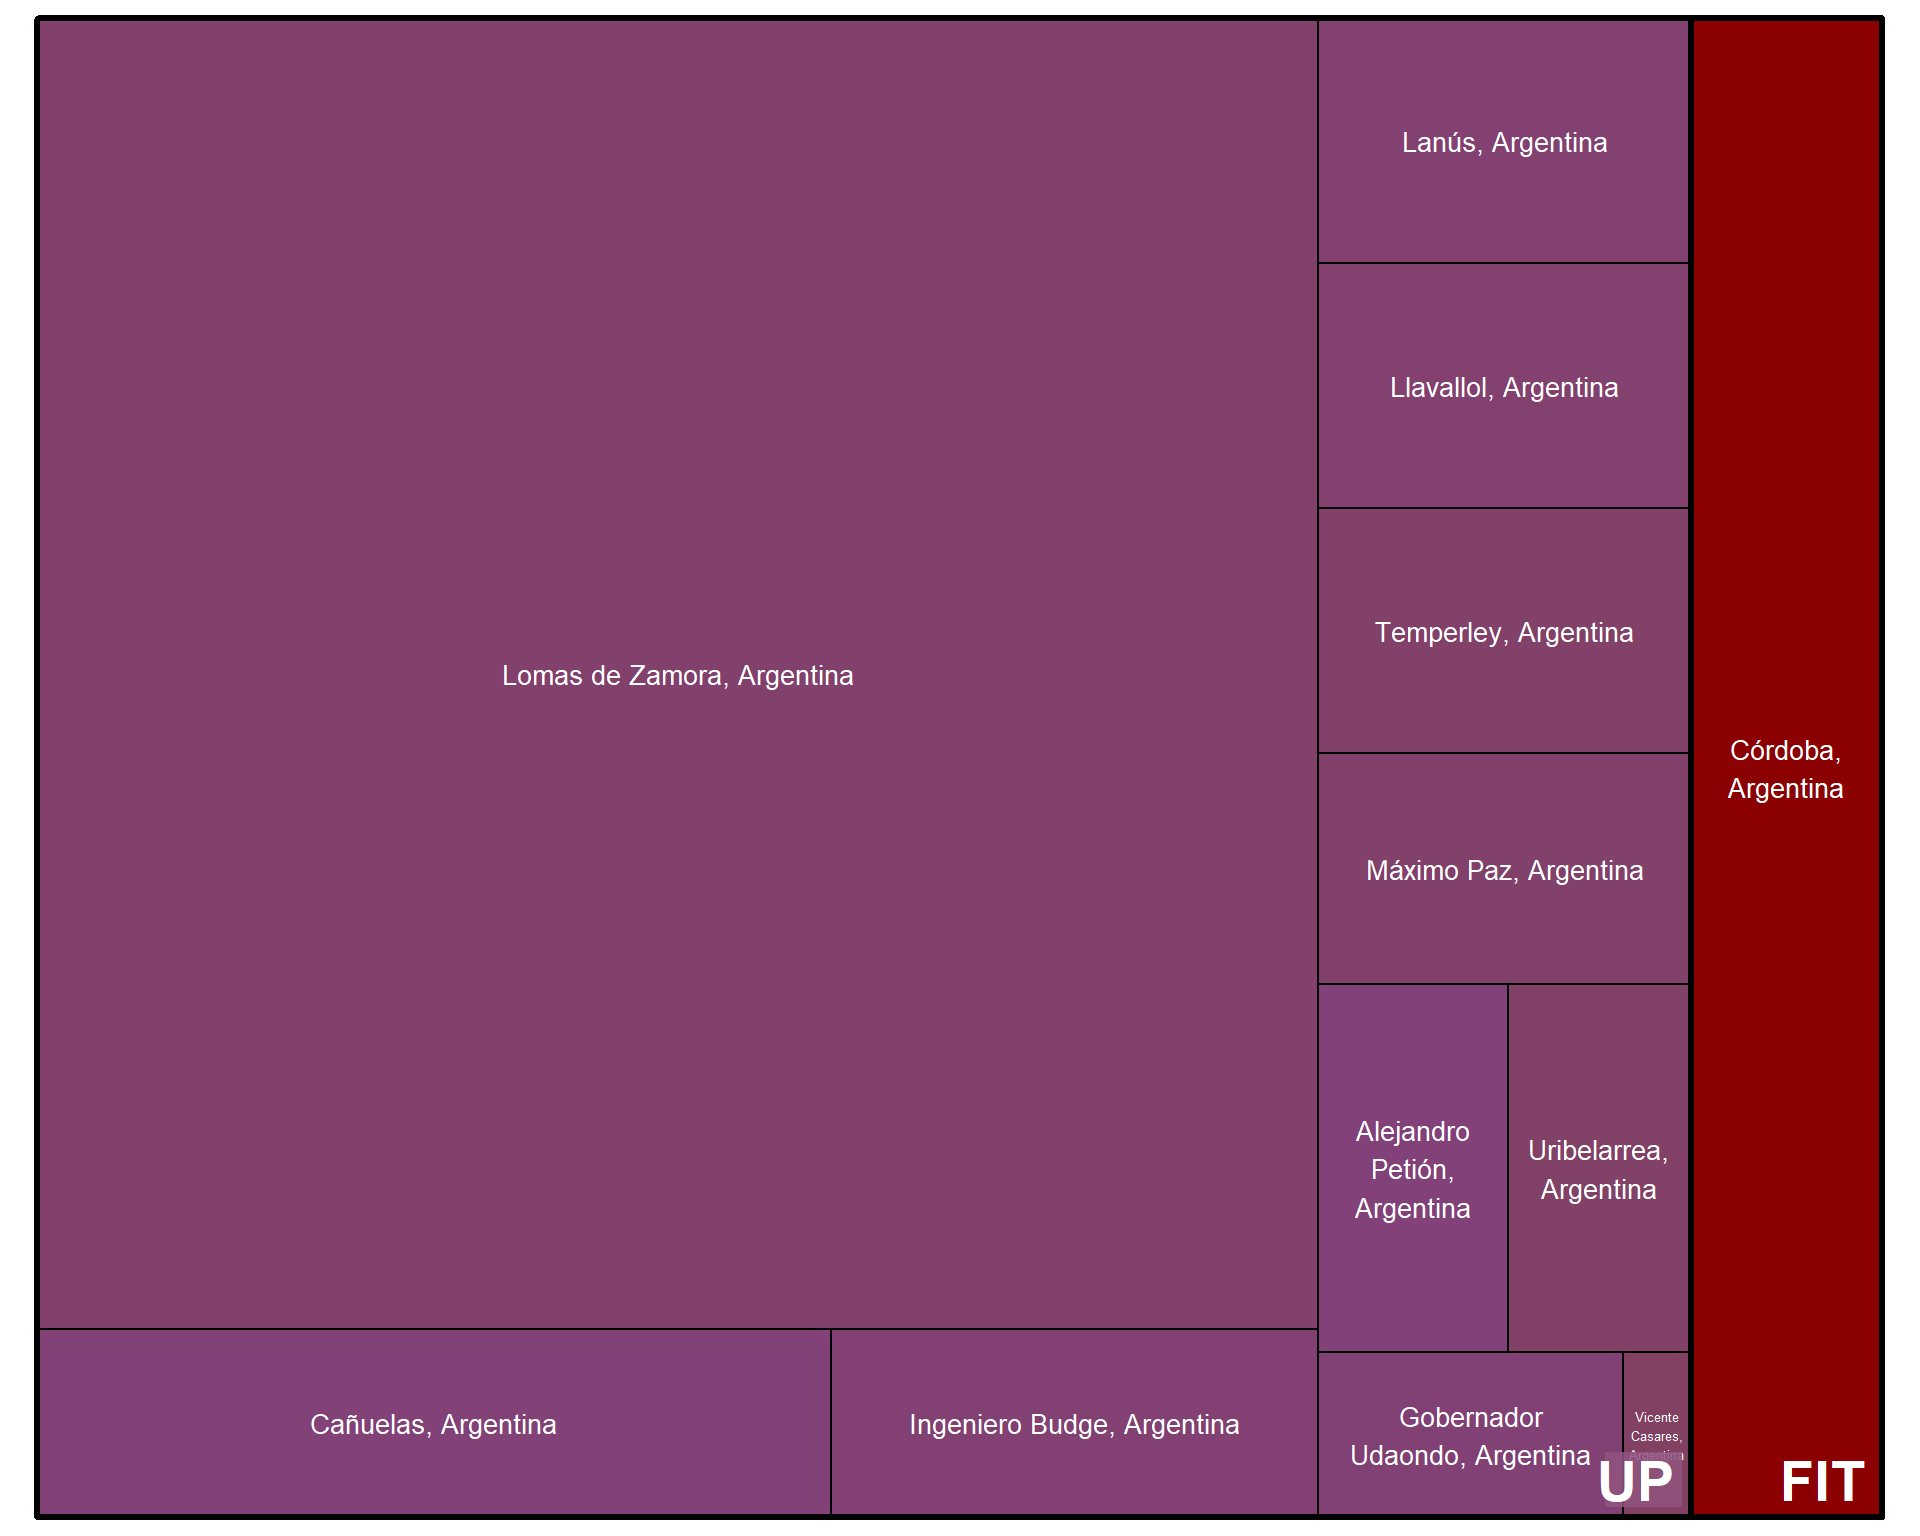 Lomas de Zamora, Argentina
Cañuelas, Argentina
Ingeniero Budge, Argentina
Lanús, Argentina
Llavallol, Argentina
Temperley, Argentina
Máximo Paz, Argentina
Alejandro
Petión,
Argentina
Uribelarrea,
Argentina
Gobernador
Udaondo, Argentina
Vicente
Casares,
Argentina
UP
Córdoba,
Argentina
FIT